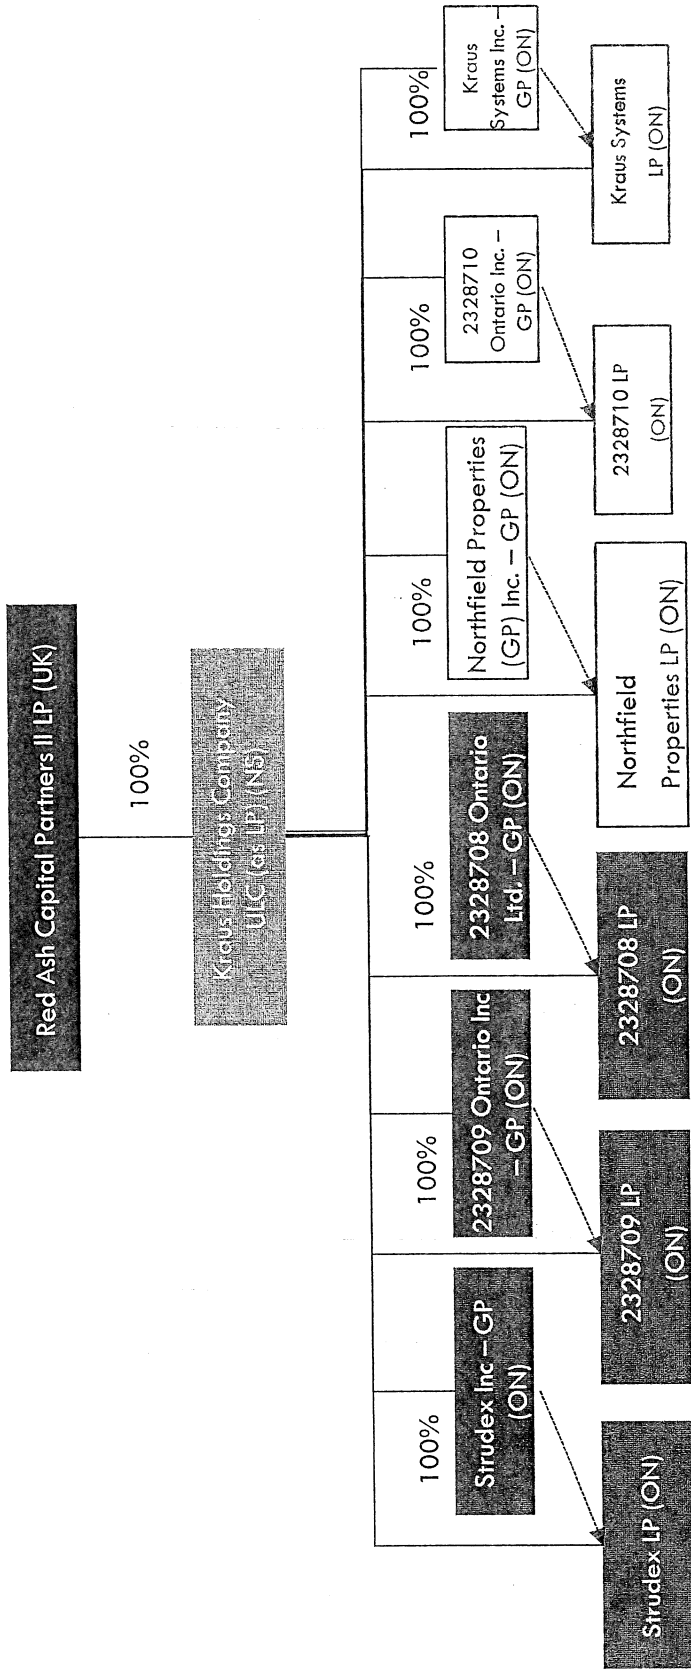 Red Ash Capital Partners II LP (UK)
100%
Kraus Holdings Company
ULC (as LP) (NS)
100%
100%
100%
100%
100%
100%
Strudex Inc – GP
(ON)
2328709 Ontario Inc
– GP (ON)
2328708 Ontaria
Ltd. – GP (ON)
Northfield Properties
(GP) Inc. – GP (ON)
2328710
Ontario Inc. –
GP (ON)
Kraus
Systems Inc. –
GP (ON)
Strudex LP (ON)
2328709 LP
(ON)
2328708 LP
(ON)
Northfield
Properties LP (ON)
2328710 LP
(ON)
Kraus Systems
LP (ON)